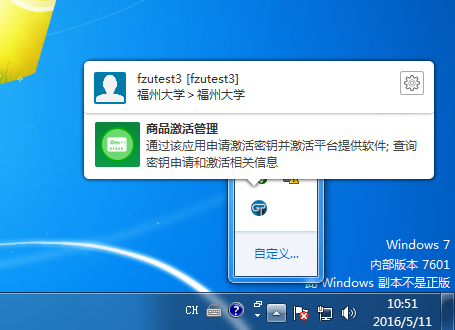 fzutest3 [fzutest3]
福州大学 > 福州大学
商品激活管理
通过该应用申请激活密钥并激活平台提供软件; 查询
密钥申请和激活相关信息
自定义...
Windows 7
内部版本 7601
此 Windows 副本不是正版
CH
10:51
2016/5/11